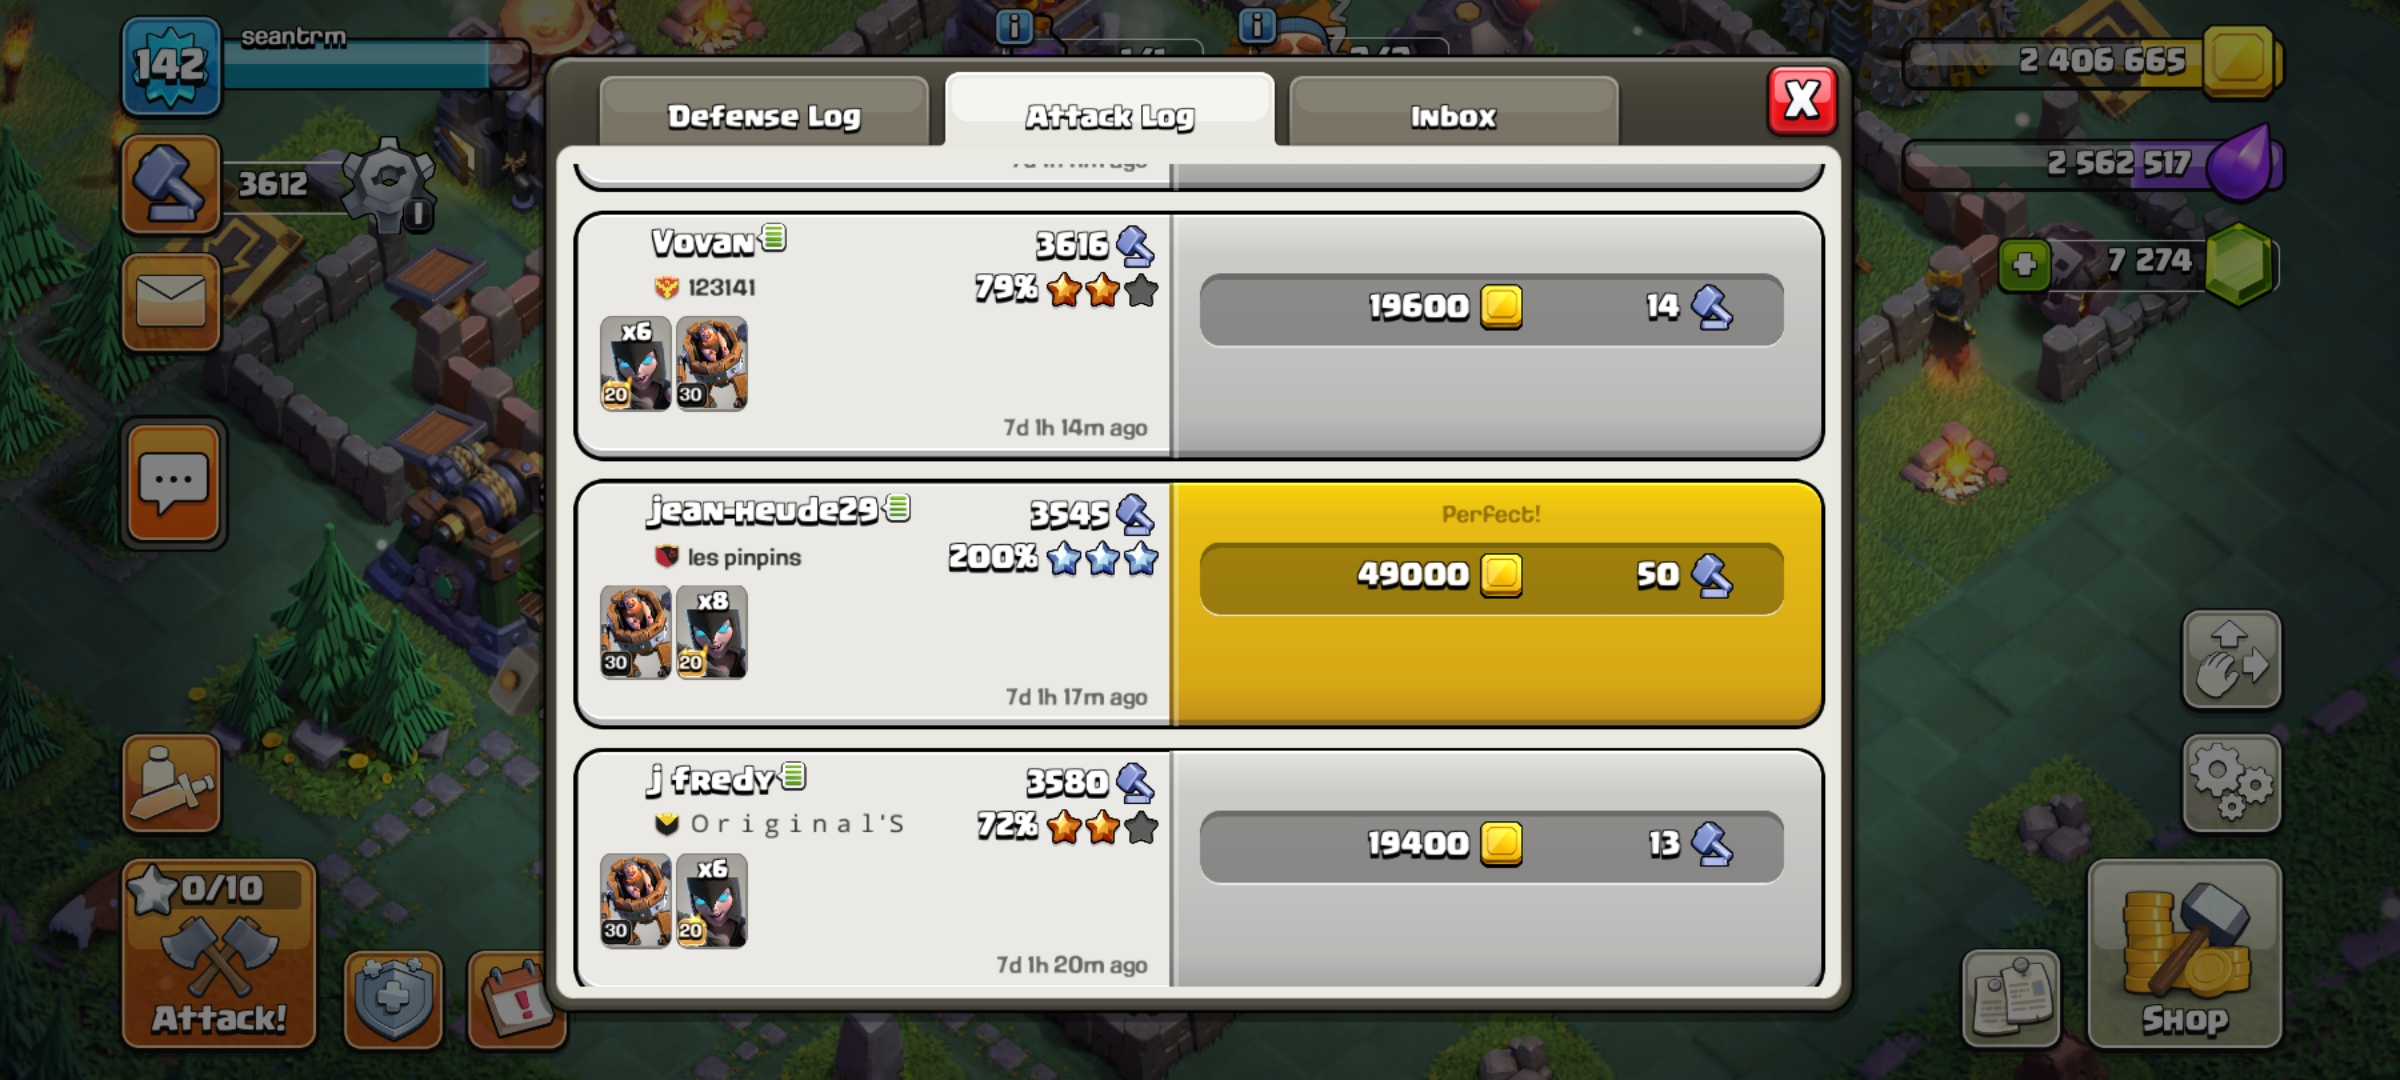 142
seantrm
2 406 665
Defense Log
Attack Log
Inbox
X
3612
2 562 517
7 274
Vovan
3616
123141
79%
x6
20
30
7d 1h 14m ago
19600
14
jean-Heude29
3545
les pinpins
200%
30
x8
20
7d 1h 17m ago
Perfect!
49000
50
j fredy
3580
Original'S
72%
30
x6
20
7d 1h 20m ago
19400
13
0/10
Attack!
Shop